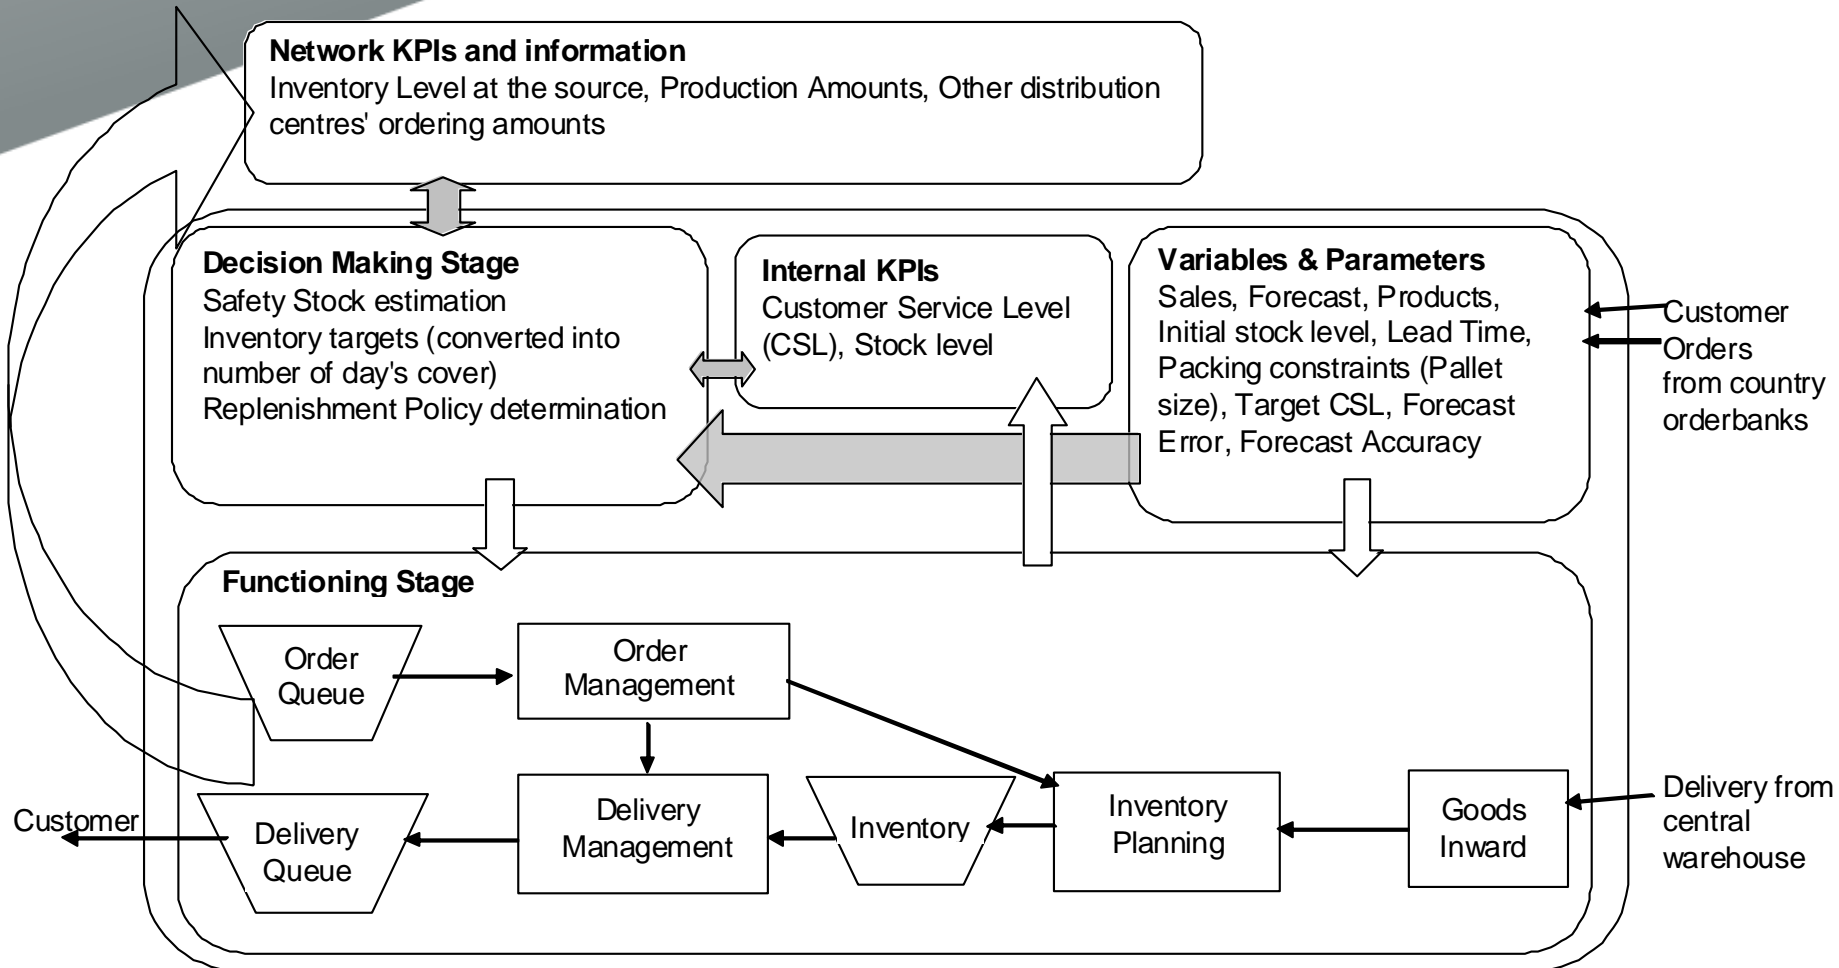 Network KPIs and information
Inventory Level at the source, Production Amounts, Other distribution
centres' ordering amounts
Decision Making Stage
Safety Stock estimation
Inventory targets (converted into
number of day's cover)
Replenishment Policy determination
Internal KPIs
Customer Service Level
(CSL), Stock level
Variables & Parameters
Sales, Forecast, Products,
Initial stock level, Lead Time,
Packing constraints (Pallet
size), Target CSL, Forecast
Error, Forecast Accuracy
Customer
Orders
from country
orderbanks
Functioning Stage
Order
Queue
Order
Management
Customer
Delivery
Queue
Delivery
Management
Inventory
Inventory
Planning
Goods
Inward
Delivery from
central
warehouse